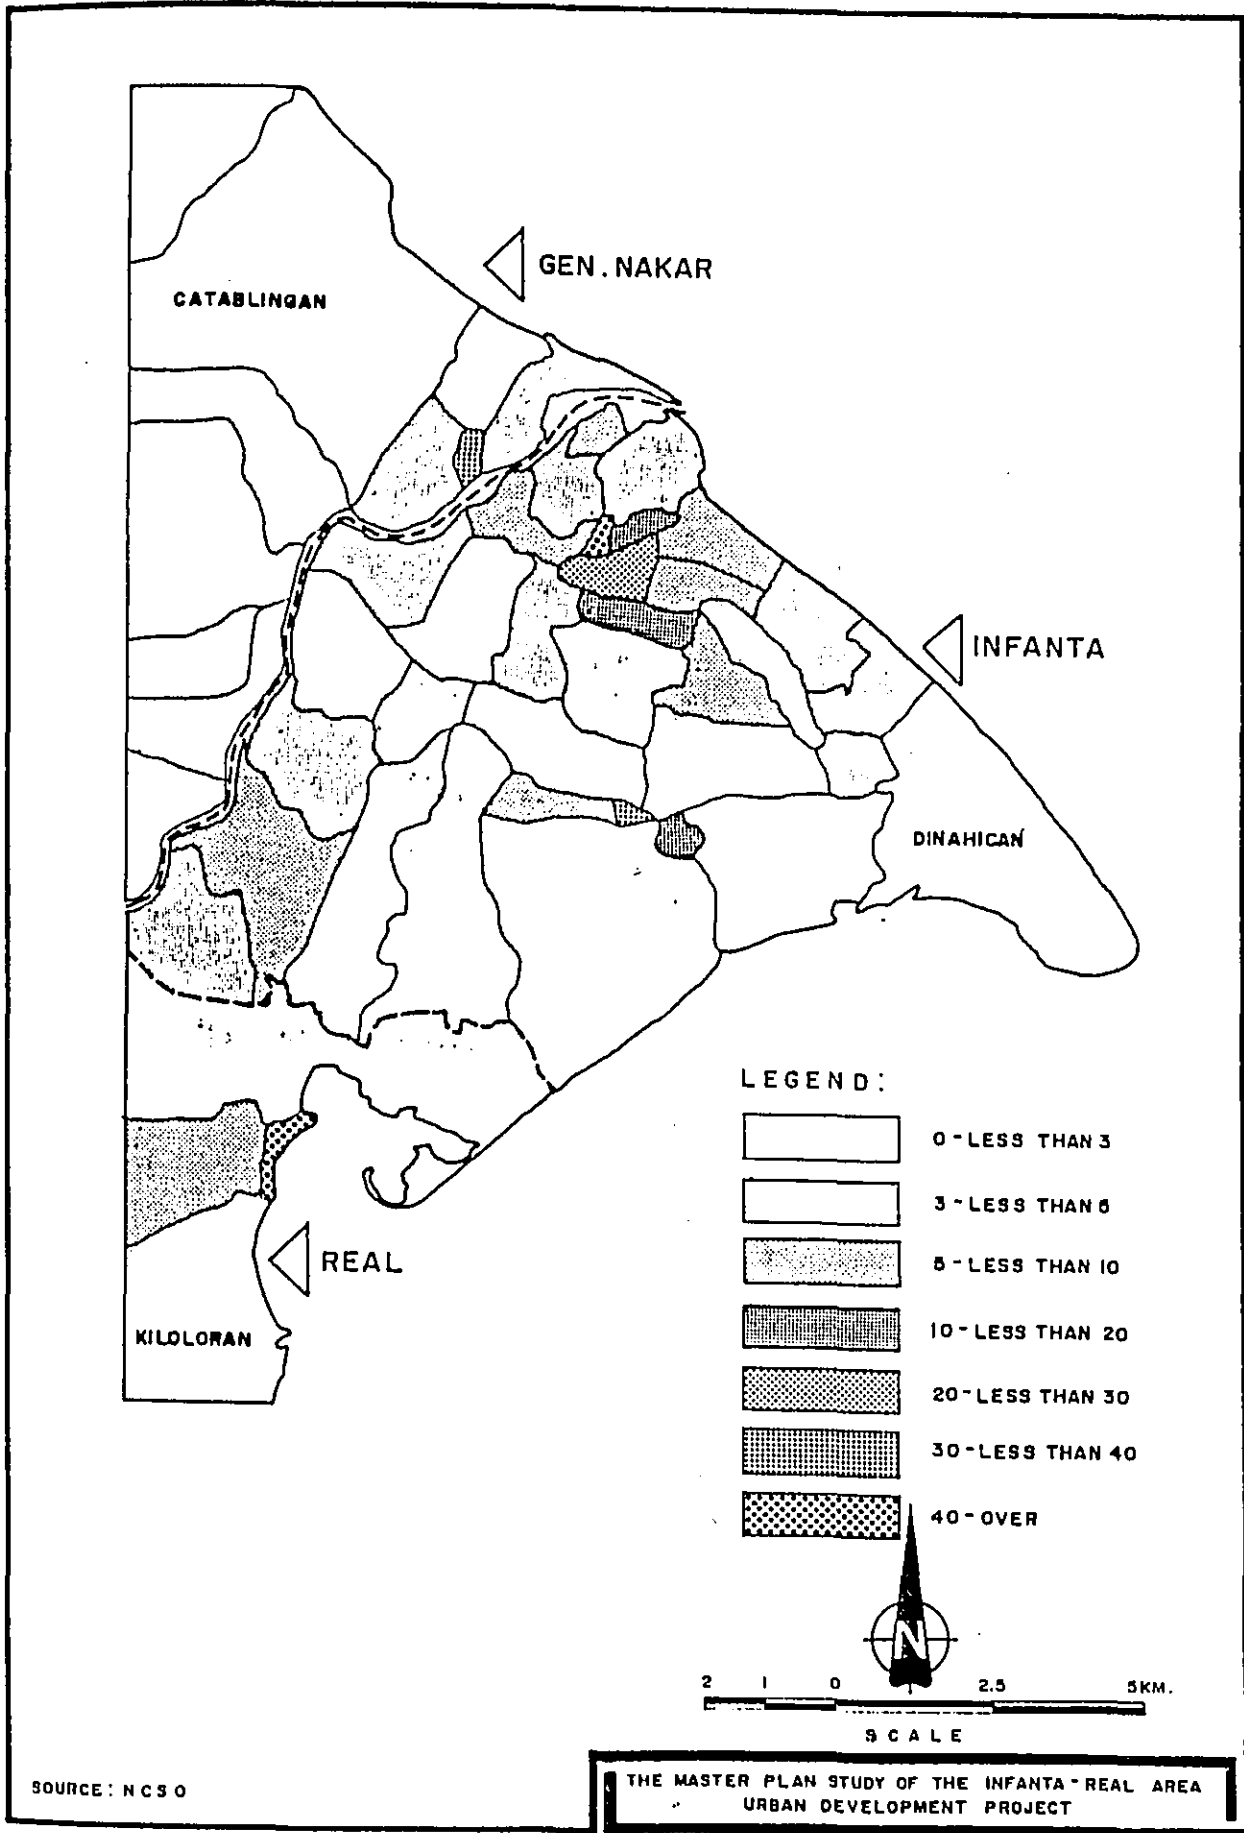 GEN. NAKAR
CATABLINGAN
INFANTA
DINAHICAN
LEGEND:
0-LESS THAN 3
3-LESS THAN 5
5-LESS THAN 10
10-LESS THAN 20
20-LESS THAN 30
30-LESS THAN 40
40-OVER
REAL
KILOLORAN
N
2 1 0 2.5 5KM.
SCALE
SOURCE: NCSO
THE MASTER PLAN STUDY OF THE INFANTA-REAL AREA
URBAN DEVELOPMENT PROJECT